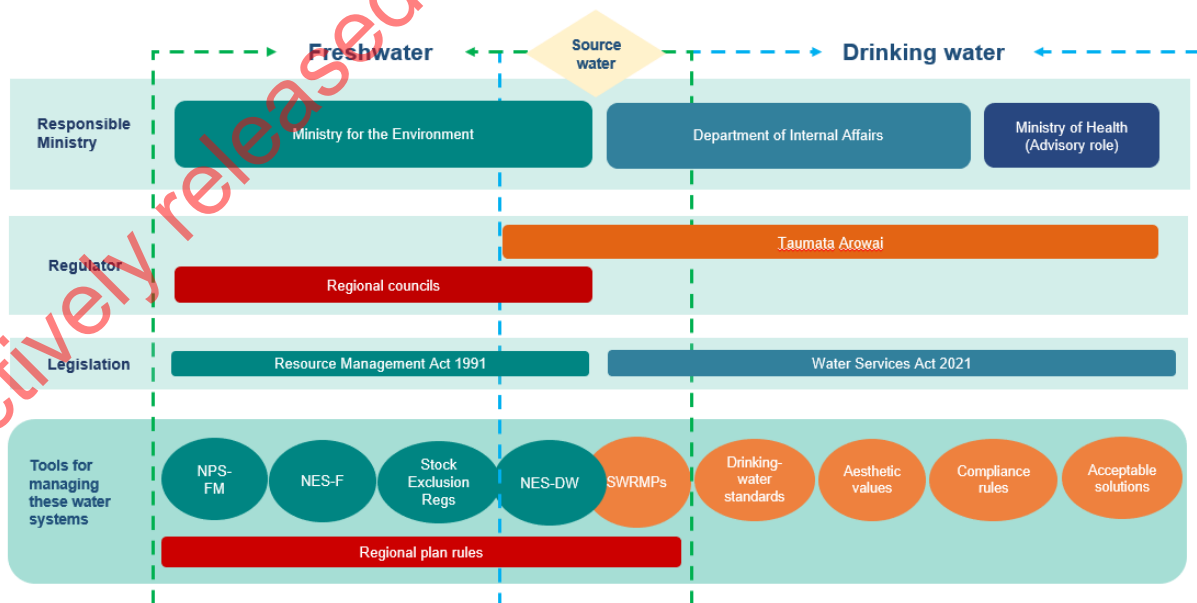 Freshwater
Source
water
Drinking water
Responsible
Ministry
Ministry for the Environment
Department of Internal Affairs
Ministry of Health
(Advisory role)
Regulator
Taumata Arowai
Regional councils
Legislation
Resource Management Act 1991
Water Services Act 2021
Tools for
managing
these water
systems
NPS-
FM
NES-F
Stock
Exclusion
Regs
NES-DW
SWRMPs
Drinking-
water
standards
Aesthetic
values
Compliance
rules
Acceptable
solutions
Regional plan rules
ctively released